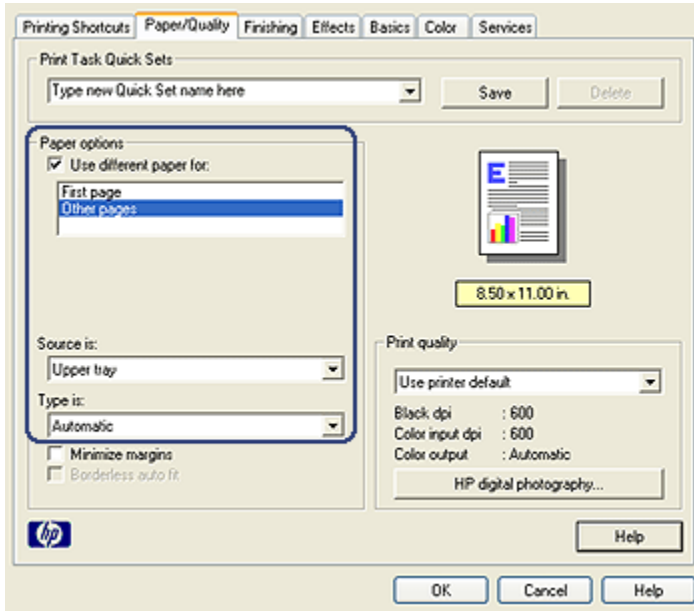 Printing Shortcuts Paper/Quality Finishing Effects Basics Color Services
Print Task Quick Sets
Type new Quick Set name here
Save
Delete
Paper options
Use different paper for:
First page
Other pages
E
8.50 x 11.00 in.
Source is:
Upper tray
Type is:
Automatic
Minimize margins
Borderless auto fit
Print quality
Use printer default
Black dpi : 600
Color input dpi : 600
Color output : Automatic
HP digital photography...
hp
Help
OK Cancel Help